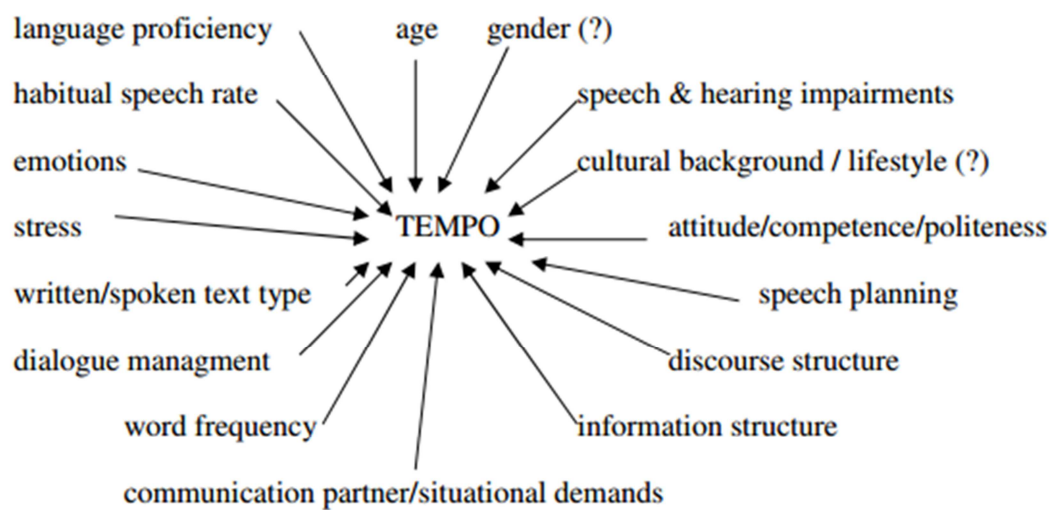 language proficiency age gender (?)
habitual speech rate speech & hearing impairments
emotions cultural background / lifestyle (?)
stress TEMPO attitude/competence/politeness
written/spoken text type speech planning
dialogue managment discourse structure
word frequency information structure
communication partner/situational demands